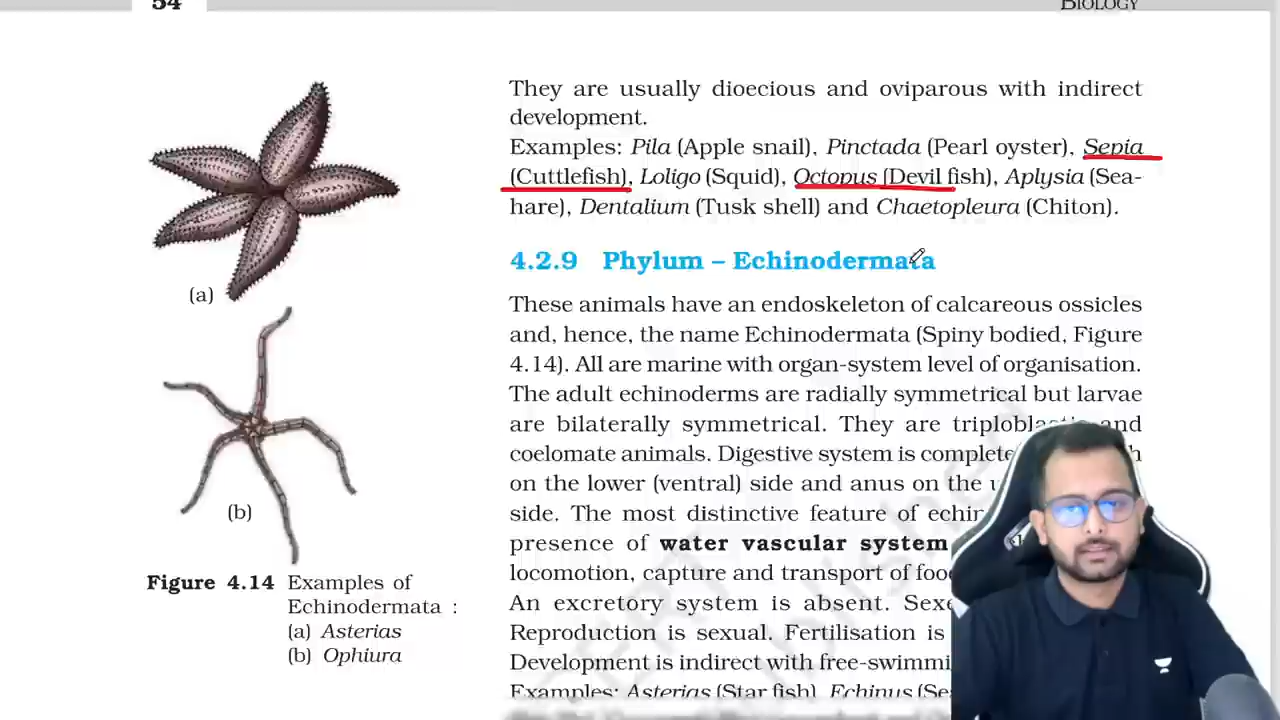 54
BIOLOGY
They are usually dioecious and oviparous with indirect
development.
Examples: Pila (Apple snail), Pinctada (Pearl oyster), Sepia
(Cuttlefish), Loligo (Squid), Octopus (Devil fish), Aplysia (Sea-
hare), Dentalium (Tusk shell) and Chaetopleura (Chiton).
4.2.9 Phylum – Echinodermata
These animals have an endoskeleton of calcareous ossicles
and, hence, the name Echinodermata (Spiny bodied, Figure
4.14). All are marine with organ-system level of organisation.
The adult echinoderms are radially symmetrical but larvae
are bilaterally symmetrical. They are and
coelomate animals. Digestive system is complete
on the lower (ventral) side and anus on the
side. The most distinctive feature of
presence of water vascular system
locomotion, capture and transport of
An excretory system is absent.
Reproduction is sexual. Fertilisation is
Development is indirect with
Examples: Asterias (Star fish), Echinus
(a)
(b)
Figure 4.14 Examples of
Echinodermata :
(a) Asterias
(b) Ophiura